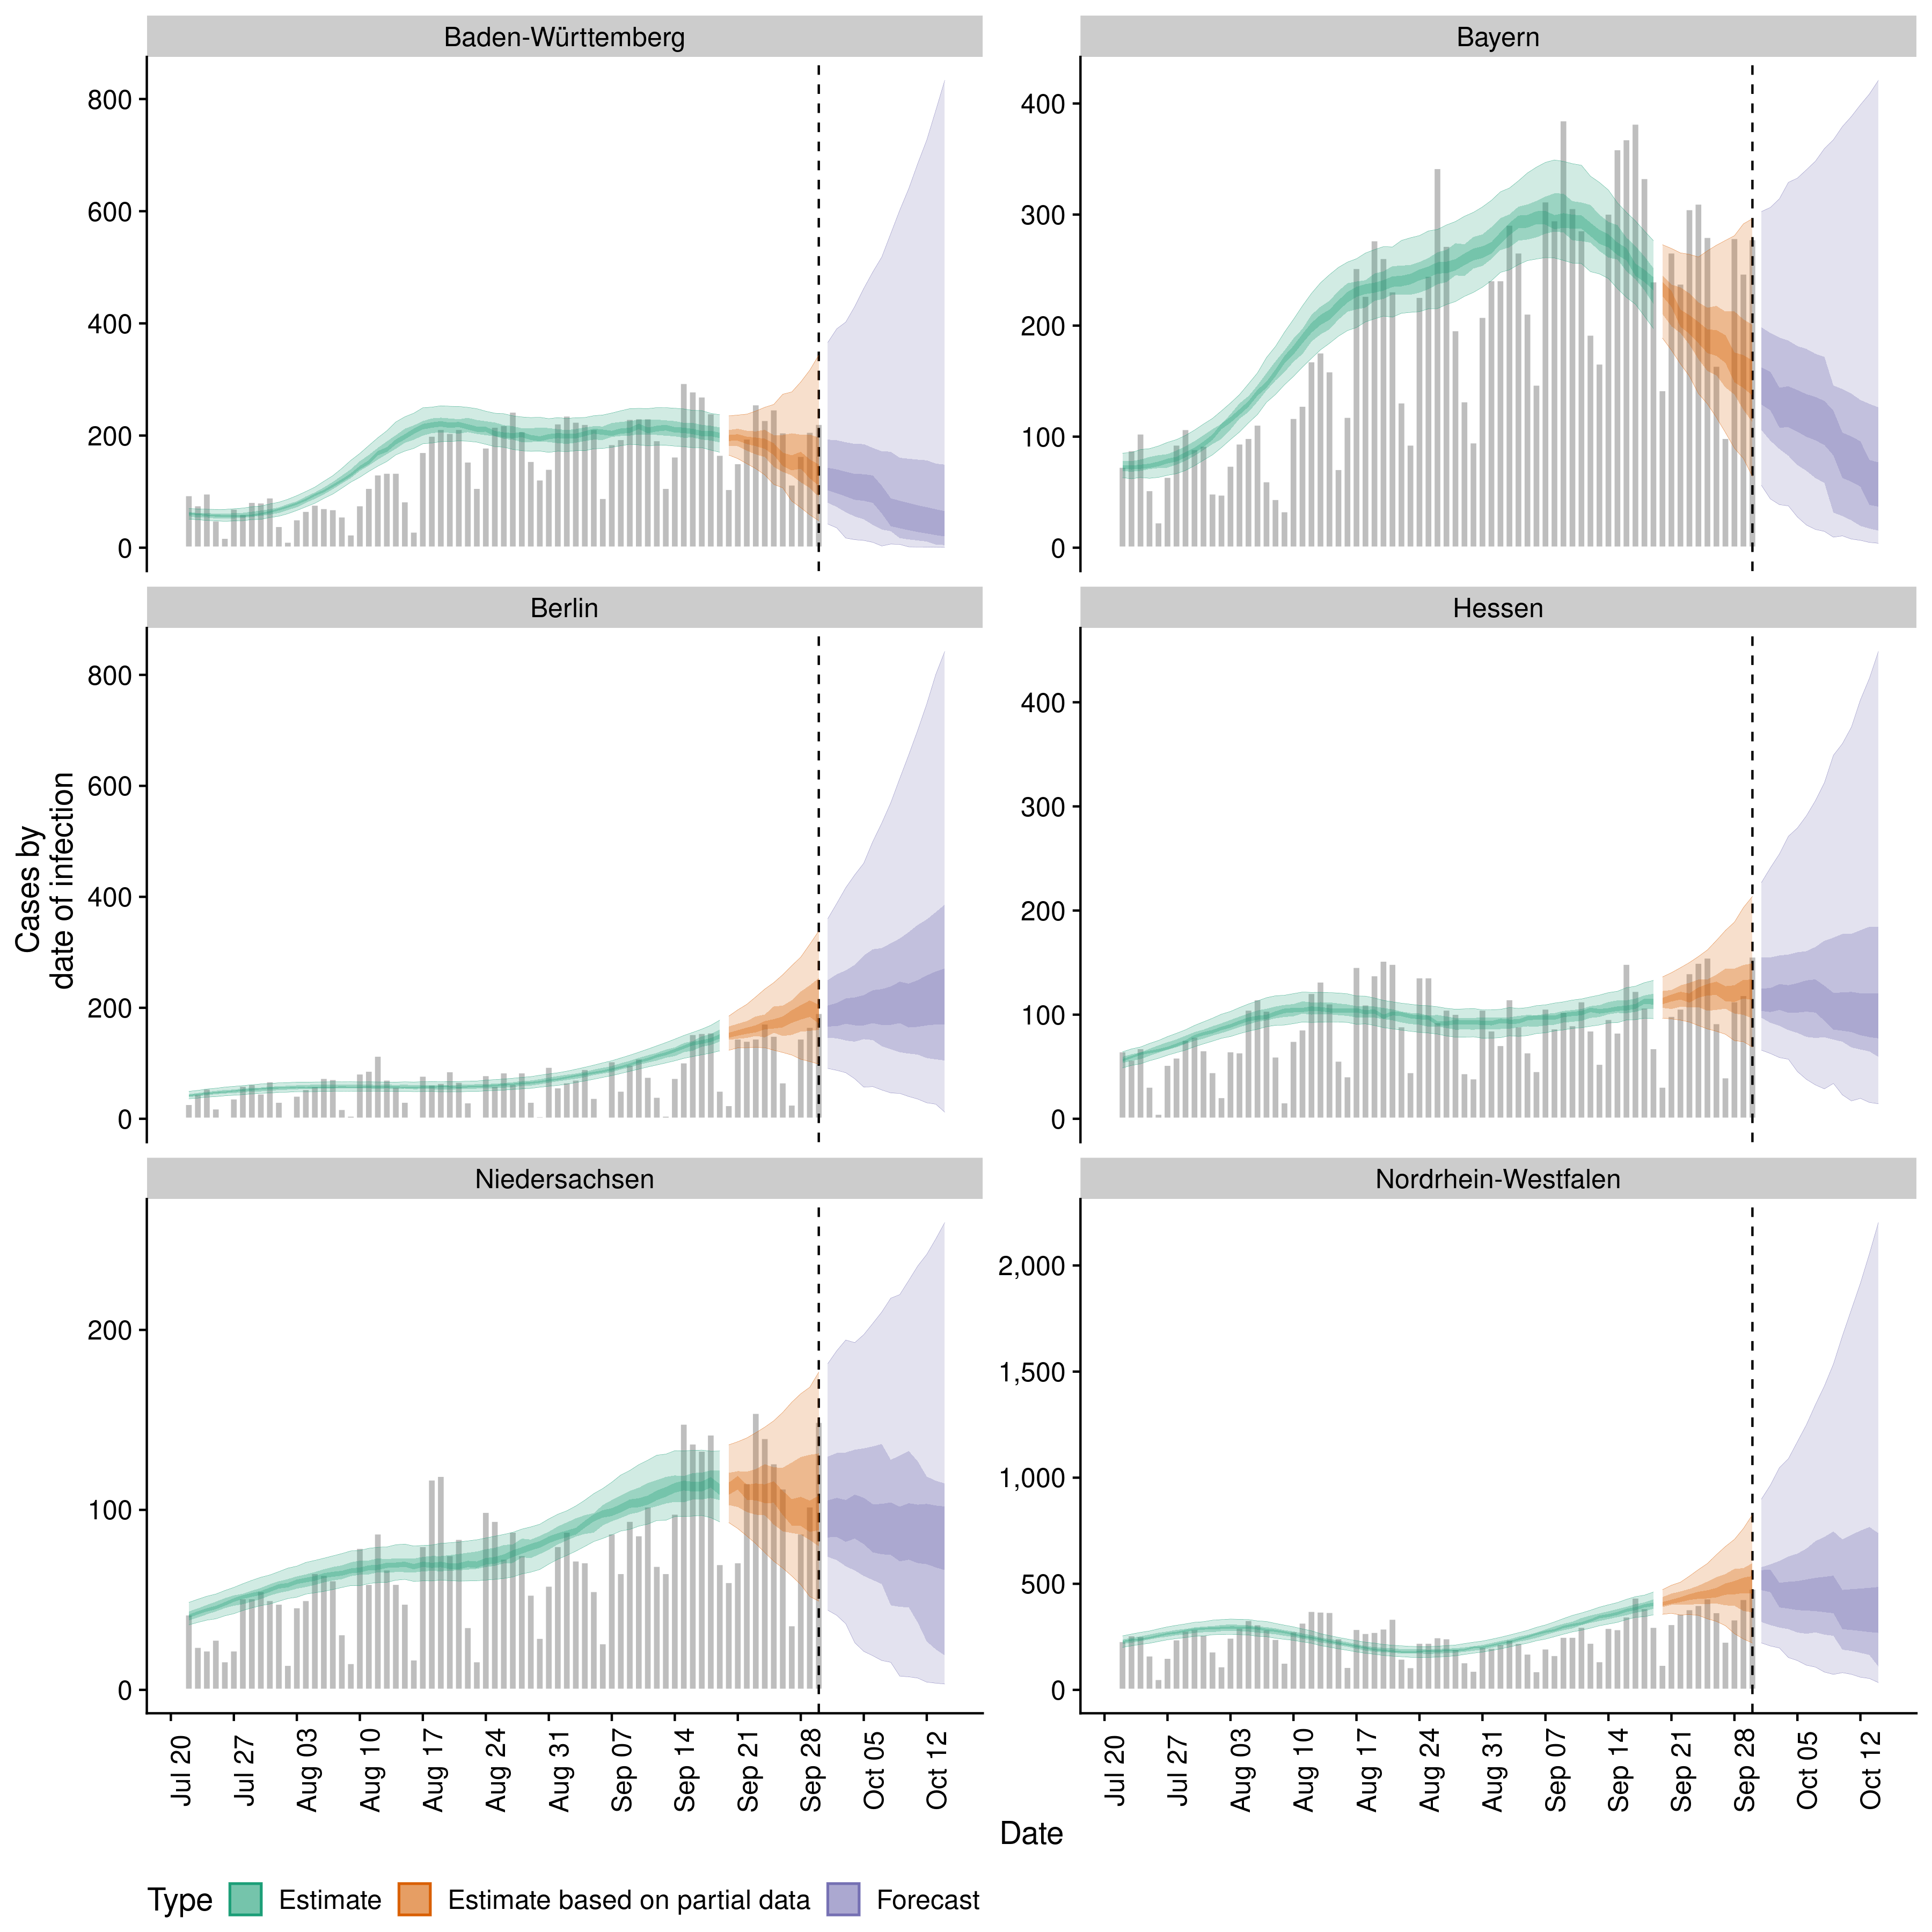 Baden-Württemberg
Bayern
800
600
400
200
0
400
300
200
100
0
Berlin
Hessen
800
600
400
200
0
400
300
200
100
0
Cases by
date of infection
Niedersachsen
Nordrhein-Westfalen
200
100
0
2,000
1,500
1,000
500
0
Jul 20
Jul 27
Aug 03
Aug 10
Aug 17
Aug 24
Aug 31
Sep 07
Sep 14
Sep 21
Sep 28
Oct 05
Oct 12
Jul 20
Jul 27
Aug 03
Aug 10
Aug 17
Aug 24
Aug 31
Sep 07
Sep 14
Sep 21
Sep 28
Oct 05
Oct 12
Date
Type Estimate Estimate based on partial data Forecast